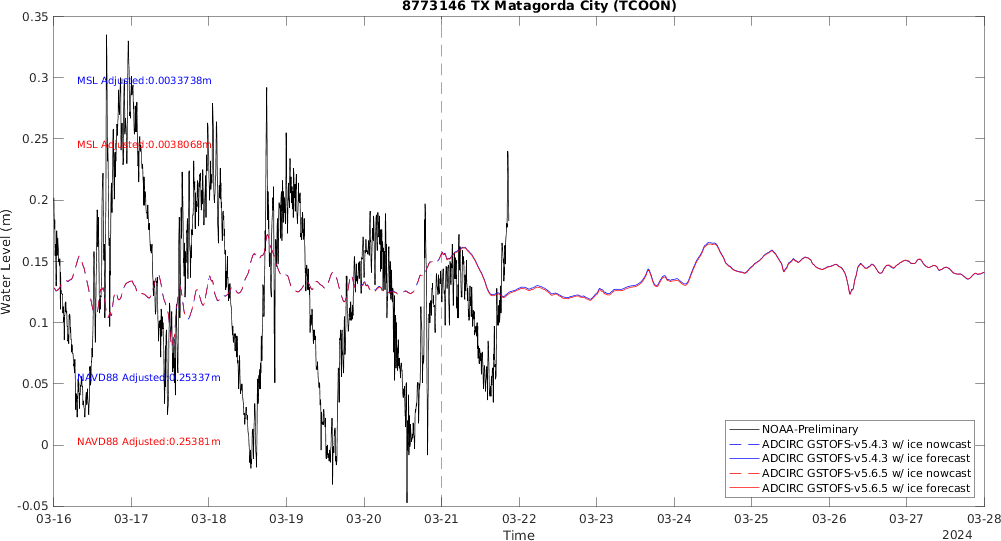 8773146 TX Matagorda City (TCOON)
0.35
0.3
0.25
0.2
0.15
0.1
0.05
0
-0.05
Water Level (m)
MSL Adjusted:0.0033738m
MSL Adjusted:0.0038068m
NAVD88 Adjusted:0.25337m
NAVD88 Adjusted:0.25381m
NOAA-Preliminary
ADCIRC GSTOFS-v5.4.3 w/ ice nowcast
ADCIRC GSTOFS-v5.4.3 w/ ice forecast
ADCIRC GSTOFS-v5.6.5 w/ ice nowcast
ADCIRC GSTOFS-v5.6.5 w/ ice forecast
03-16 03-17 03-18 03-19 03-20 03-21 03-22 03-23 03-24 03-25 03-26 03-27 03-28
Time
2024